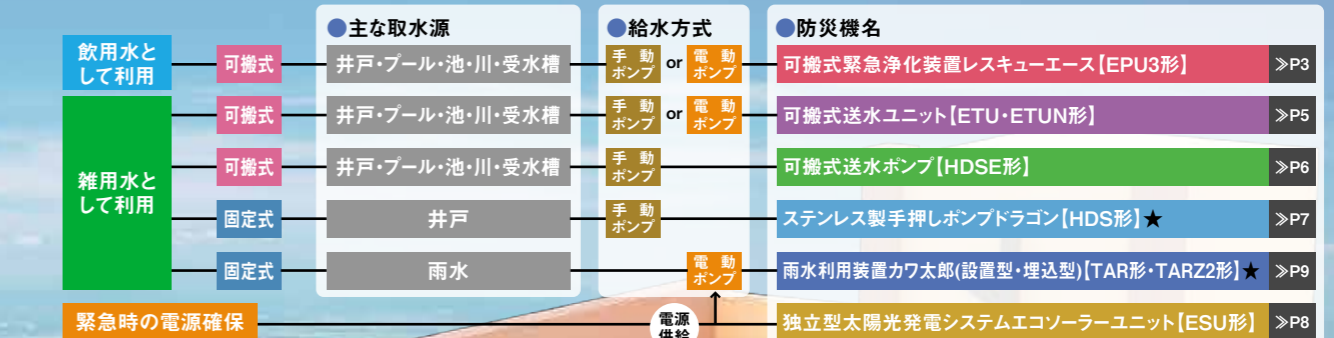 ●主な取水源 ●給水方式 ●防災機名
飲用水と
して利用
可搬式 井戸・プール・池・川・受水槽 手動ポンプ or 電動ポンプ 可搬式緊急浄化装置レスキューエース【EPU3形】 ≫P3
雑用水と
して利用
可搬式 井戸・プール・池・川・受水槽 手動ポンプ or 電動ポンプ 可搬式送水ユニット【ETU・ETUN形】 ≫P5
可搬式 井戸・プール・池・川・受水槽 手動ポンプ 可搬式送水ポンプ【HDSE形】 ≫P6
固定式 井戸 手動ポンプ ステンレス製手押しポンプドラゴン【HDS形】★ ≫P7
固定式 雨水 電動ポンプ 雨水利用装置カワ太郎(設置型・埋込型)【TAR形・TARZ2形】★ ≫P9
緊急時の電源確保 電源供給 独立型太陽光発電システムエコソーラーユニット【ESU形】 ≫P8